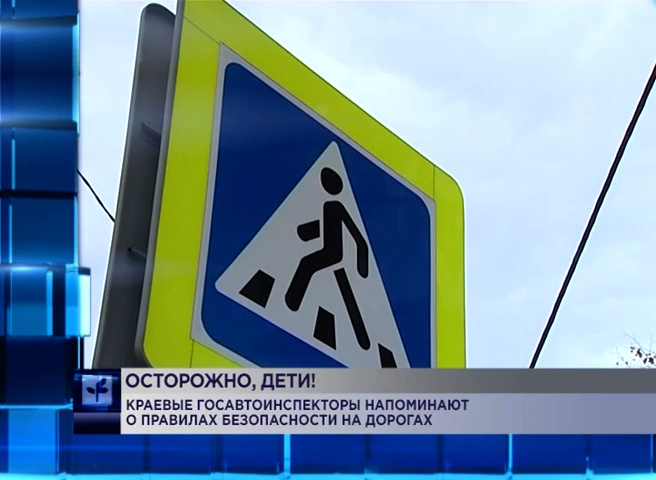 ОСТОРОЖНО, ДЕТИ!
КРАЕВЫЕ ГОСАВТОИНСПЕКТОРЫ НАПОМИНАЮТ
О ПРАВИЛАХ БЕЗОПАСНОСТИ НА ДОРОГАХ